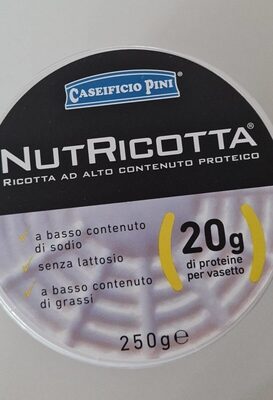 CASEIFICIO PINI®
NUTRICOTTA®
RICOTTA AD ALTO CONTENUTO PROTEICO
a basso contenuto
di sodio
senza lattosio
a basso contenuto
di grassi
20g
di proteine
per vasetto
250g℮